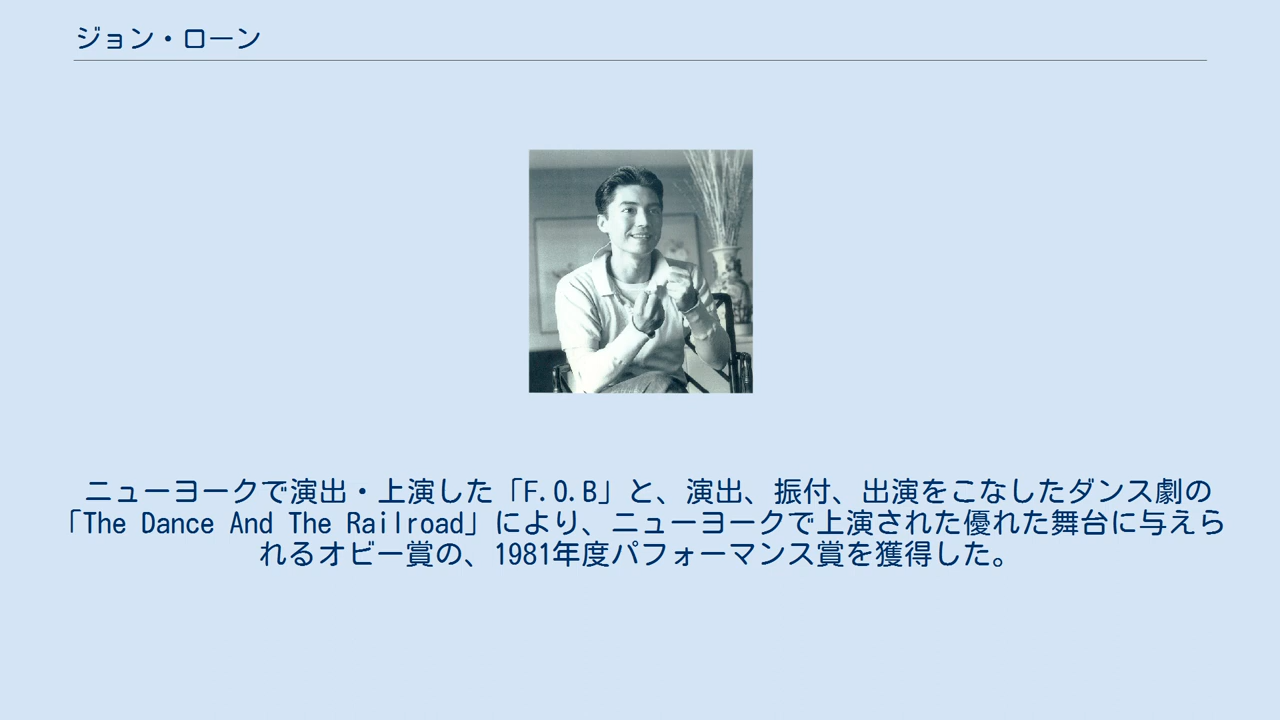 ジョン・ローン
ニューヨークで演出・上演した「F.O.B」と、演出、振付、出演をこなしたダンス劇の
「The Dance And The Railroad」により、ニューヨークで上演された優れた舞台に与えら
れるオビー賞の、1981年度パフォーマンス賞を獲得した。